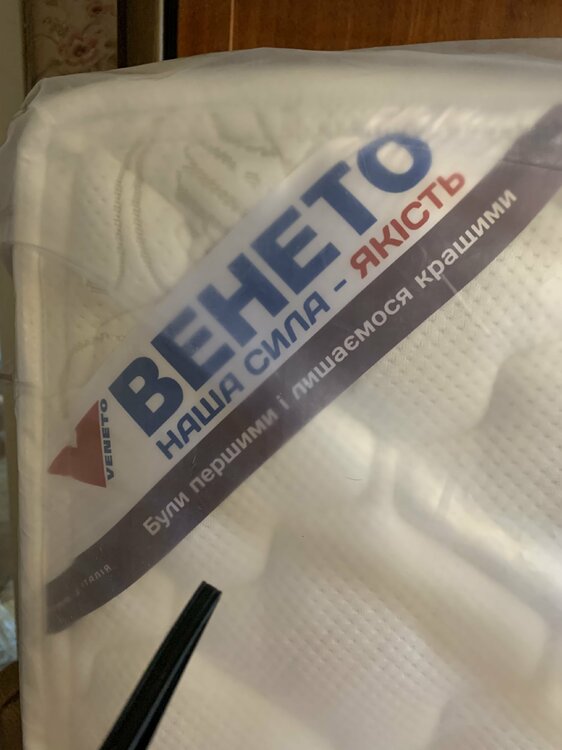 ВЕНЕТО
VENETO
НАША СИЛА - ЯКІСТЬ
Були першими і лишаємося кращими